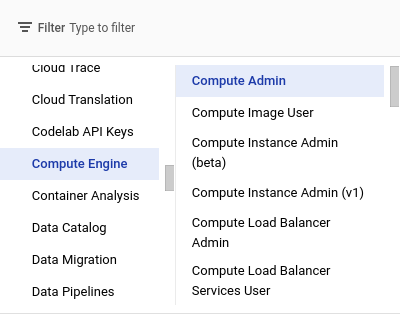 Filter Type to filter
Cloud Trace
Cloud Translation
Codelab API Keys
Compute Engine
Container Analysis
Data Catalog
Data Migration
Data Pipelines
Compute Admin
Compute Image User
Compute Instance Admin
(beta)
Compute Instance Admin (v1)
Compute Load Balancer
Admin
Compute Load Balancer
Services User